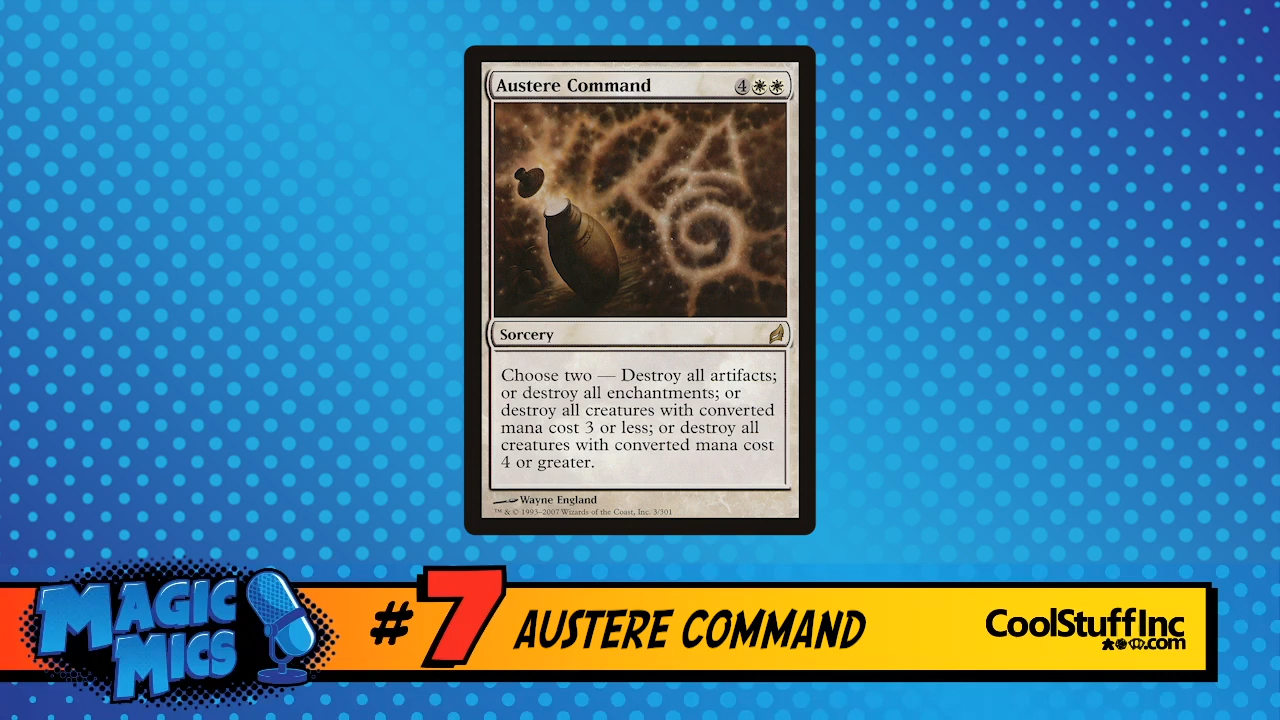 Austere Command 4
Sorcery
Choose two — Destroy all artifacts;
or destroy all enchantments; or
destroy all creatures with converted
mana cost 3 or less; or destroy all
creatures with converted mana cost
4 or greater.
Wayne England
™ & © 1993–2007 Wizards of the Coast, Inc. 3/301
MAGIC
MICS
#7 AUSTERE COMMAND
CoolStuffInc
.com